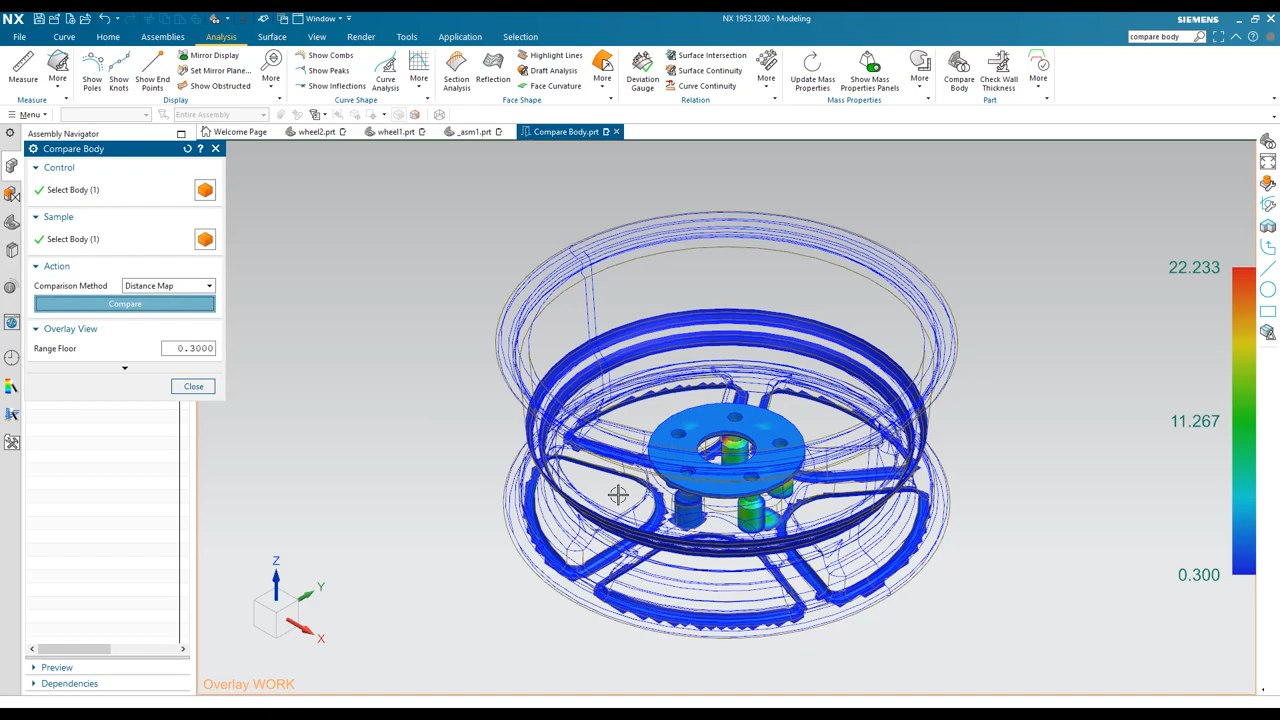 NX
Window
NX 1953.1200 - Modeling
SIEMENS
File
Curve
Home
Assemblies
Analysis
Surface
View
Render
Tools
Application
Selection
compare body
Measure
More
Measure
Show Poles
Show Knots
Show End Points
Mirror Display
Set Mirror Plane...
Show Obstructed
More
Display
Show Combs
Show Peaks
Show Inflections
Curve Analysis
More
Curve Shape
Section Analysis
Reflection
Highlight Lines
Draft Analysis
Face Curvature
More
Face Shape
Deviation Gauge
Surface Intersection
Surface Continuity
Curve Continuity
More
Relation
Update Mass Properties
Show Mass Properties Panels
More
Mass Properties
Compare Body
Check Wall Thickness
More
Part
Menu
Entire Assembly
Assembly Navigator
Welcome Page
wheel2.prt
wheel1.prt
_asm1.prt
Compare Body.prt
Compare Body
Control
Select Body (1)
Sample
Select Body (1)
Action
Comparison Method
Distance Map
Compare
Overlay View
Range Floor
0.3000
Close
22.233
11.267
0.300
Z
Y
X
Preview
Dependencies
Overlay WORK